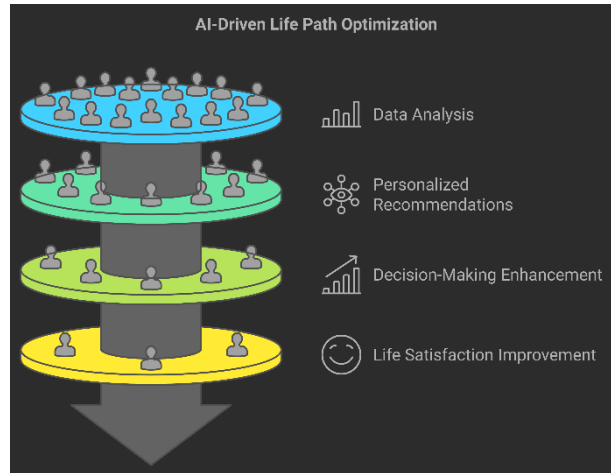 AI-Driven Life Path Optimization
Data Analysis
Personalized
Recommendations
Decision-Making Enhancement
Life Satisfaction Improvement